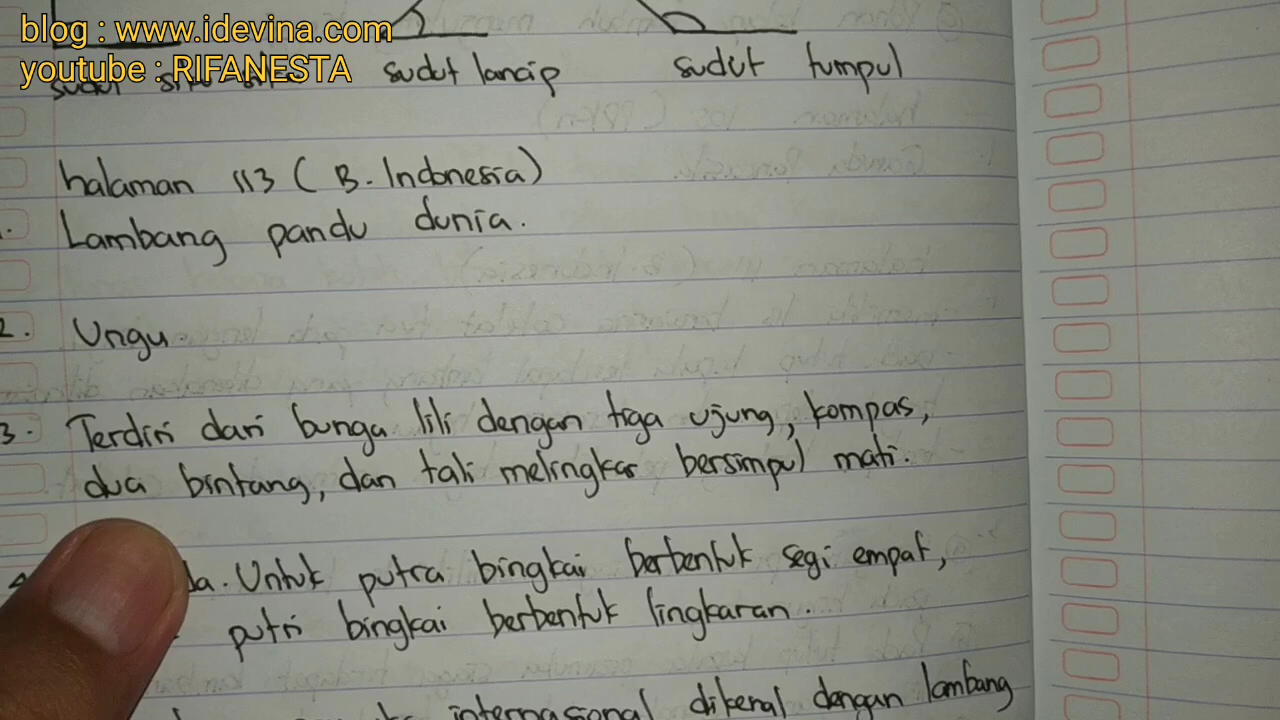 blog : www.idevina.com
youtube : RIFANESTA
sudut lancip sudut tumpul
halaman 113 ( B. Indonesia)
Lambang pandu dunia.
2. Ungu
3. Terdiri dari bunga lili dengan tiga ujung, kompas,
dua bintang, dan tali melingkar bersimpul mati.
Untuk putra bingkai berbentuk segi empat,
putri bingkai berbentuk lingkaran.
internasional dikenal dengan lambang